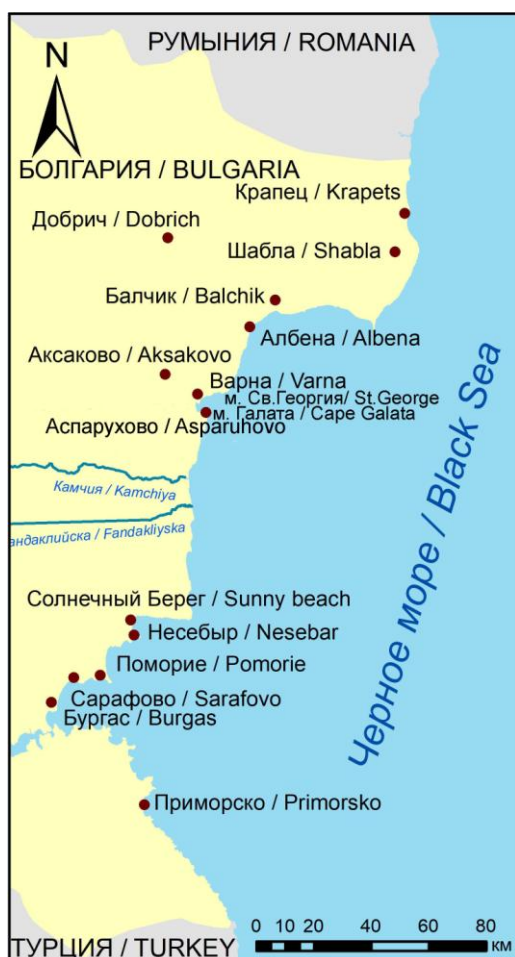 РУМЫНИЯ / ROMANIA
N
БОЛГАРИЯ / BULGARIA
Крапец / Krapets
Добрич / Dobrich
Шабла / Shabla
Балчик / Balchik
Албена / Albena
Аксаково / Aksakovo
Варна / Varna
м. Св.Георгия/ St.George
м. Галата / Cape Galata
Аспарухово / Asparuhovo
Камчия / Kamchiya
андаклийска / Fandakliyska
Черное море / Black Sea
Солнечный Берег / Sunny beach
Несебыр / Nesebar
Поморие / Pomorie
Сарафово / Sarafovo
Бургас / Burgas
Приморско / Primorsko
0 10 20 40 60 80
км
ТУРЦИЯ / TURKEY